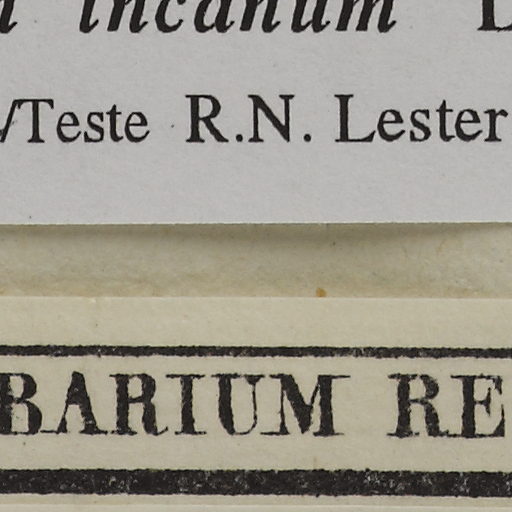 incanum
/Teste R.N. Lester
BARIUM RE